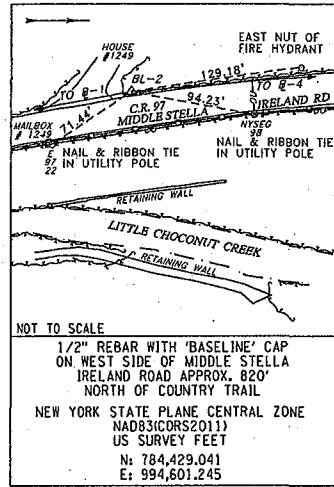 HOUSE
#1249
EAST NUT OF
FIRE HYDRANT
BL-2
129.18'
TO B-1
TO B-4
C.R. 97
94.23'
MIDDLE STELLA
IRELAND RD
71.44'
MAILBOX
# 1249
NYSEG
98
E
97
22
NAIL & RIBBON TIE
IN UTILITY POLE
NAIL & RIBBON TIE
IN UTILITY POLE
RETAINING WALL
LITTLE CHOCONUT CREEK
RETAINING WALL
NOT TO SCALE
1/2" REBAR WITH 'BASELINE' CAP
ON WEST SIDE OF MIDDLE STELLA
IRELAND ROAD APPROX. 820'
NORTH OF COUNTRY TRAIL
NEW YORK STATE PLANE CENTRAL ZONE
NAD83(CORS2011)
US SURVEY FEET
N: 784,429.041
E: 994,601.245